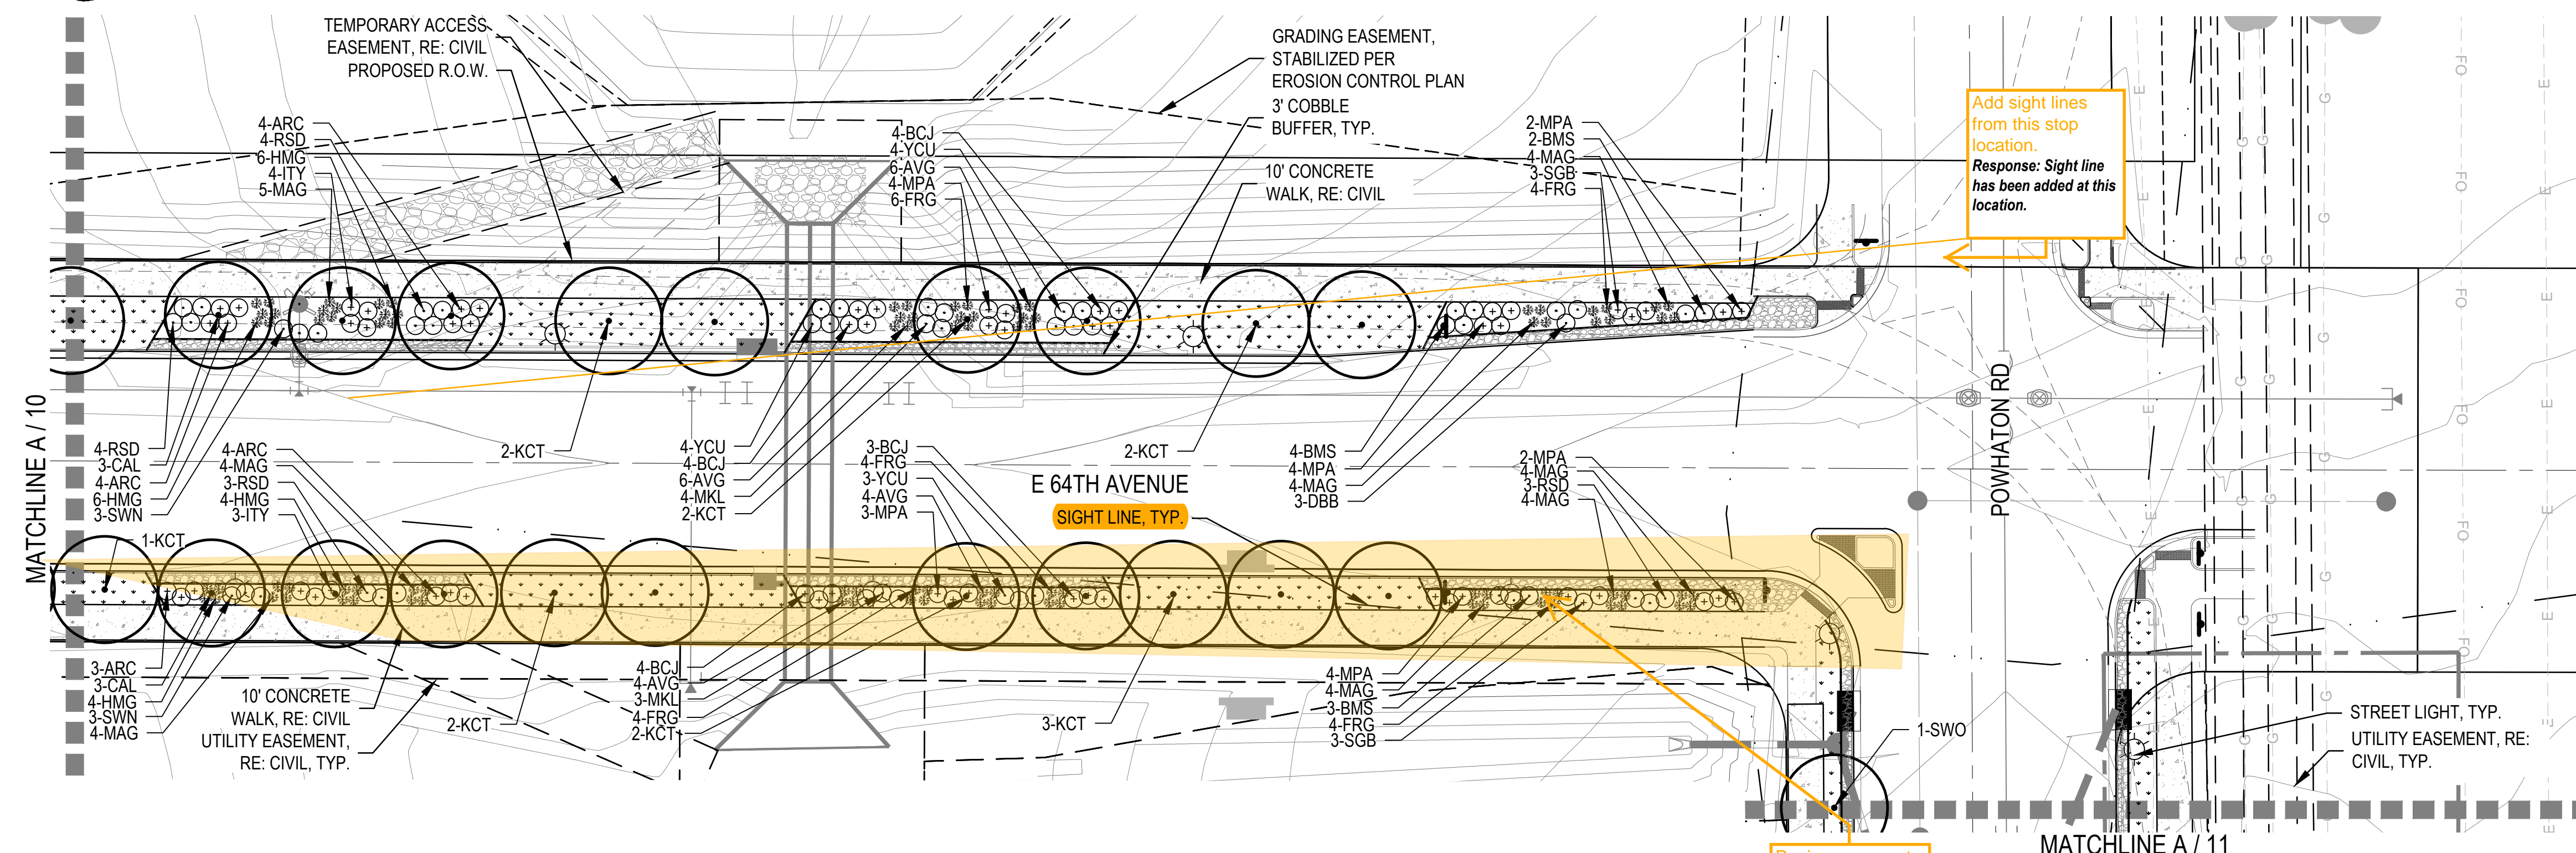 TEMPORARY ACCESS
EASEMENT, RE: CIVIL
PROPOSED R.O.W.
4-ARC
4-RSD
6-HMG
4-ITY
5-MAG
4-BCJ
4-YCU
6-AVG
4-MPA
6-FRG
GRADING EASEMENT,
STABILIZED PER
EROSION CONTROL PLAN
3' COBBLE
BUFFER, TYP.
10' CONCRETE
WALK, RE: CIVIL
2-MPA
2-BMS
4-MAG
3-SGB
4-FRG
Add sight lines
from this stop
location.
Response: Sight line
has been added at this
location.
MATCHLINE A / 10
4-RSD
3-CAL
4-ARC
6-HMG
3-SWN
4-ARC
4-MAG
3-RSD
4-HMG
3-ITY
2-KCT
4-YCU
4-BCJ
6-AVG
4-MKL
2-KCT
3-BCJ
4-FRG
3-YCU
4-AVG
3-MPA
2-KCT
E 64TH AVENUE
SIGHT LINE, TYP.
4-BMS
4-MPA
4-MAG
3-DBB
2-MPA
4-MAG
3-RSD
4-MAG
POWHATON RD
FO
FO
FO
FO
FO
E
E
E
E
E
E
E
E
E
E
E
G
G
G
G
G
G
G
G
G
G
G
G
1-KCT
3-ARC
3-CAL
4-HMG
3-SWN
4-MAG
10' CONCRETE
WALK, RE: CIVIL
UTILITY EASEMENT,
RE: CIVIL, TYP.
2-KCT
4-BCJ
4-AVG
3-MKL
4-FRG
2-KCT
3-KCT
4-MPA
4-MAG
3-BMS
4-FRG
3-SGB
1-SWO
STREET LIGHT, TYP.
UTILITY EASEMENT, RE:
CIVIL, TYP.
MATCHLINE A / 11